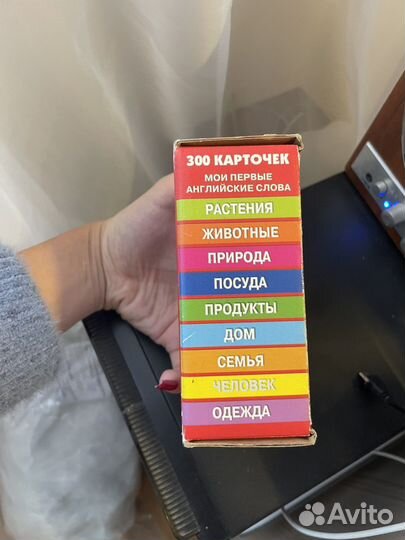 300 КАРТОЧЕК
МОИ ПЕРВЫЕ
АНГЛИЙСКИЕ СЛОВА
РАСТЕНИЯ
ЖИВОТНЫЕ
ПРИРОДА
ПОСУДА
ПРОДУКТЫ
ДОМ
СЕМЬЯ
ЧЕЛОВЕК
ОДЕЖДА
Avito